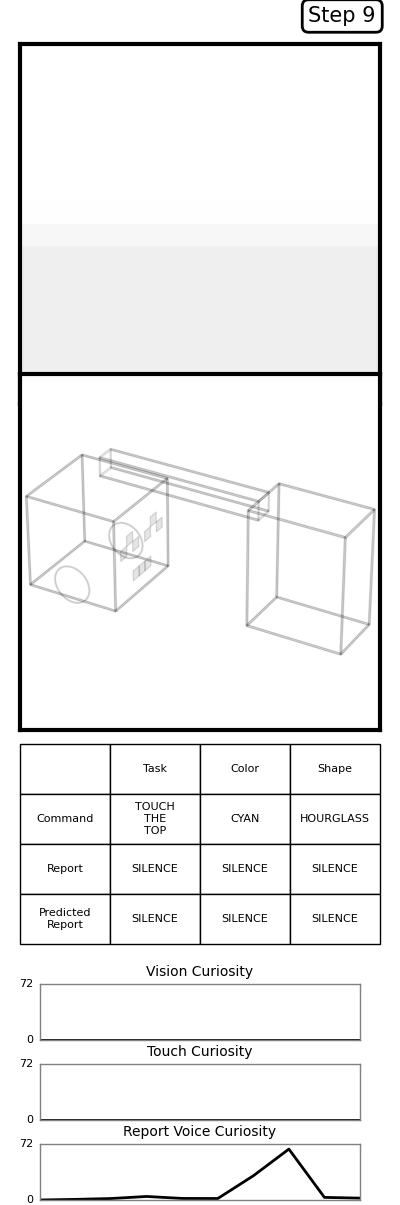 Step 9
Task Color Shape
Command TOUCH THE TOP CYAN HOURGLASS
Report SILENCE SILENCE SILENCE
Predicted Report SILENCE SILENCE SILENCE
Vision Curiosity
72
0
Touch Curiosity
72
0
Report Voice Curiosity
72
0